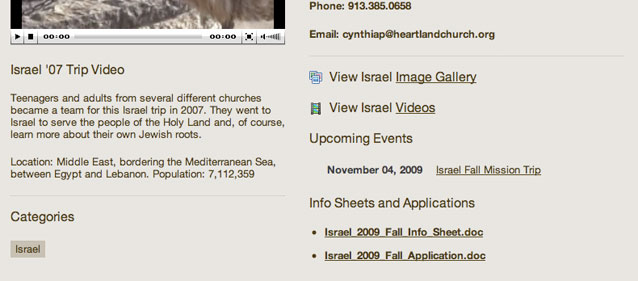 00:00 00:00
Israel '07 Trip Video
Teenagers and adults from several different churches
became a team for this Israel trip in 2007. They went to
Israel to serve the people of the Holy Land and, of course,
learn more about their own Jewish roots.
Location: Middle East, bordering the Mediterranean Sea,
between Egypt and Lebanon. Population: 7,112,359
Categories
Israel
Phone: 913.385.0658
Email: cynthiap@heartlandchurch.org
View Israel Image Gallery
View Israel Videos
Upcoming Events
November 04, 2009 Israel Fall Mission Trip
Info Sheets and Applications
• Israel_2009_Fall_Info_Sheet.doc
• Israel_2009_Fall_Application.doc